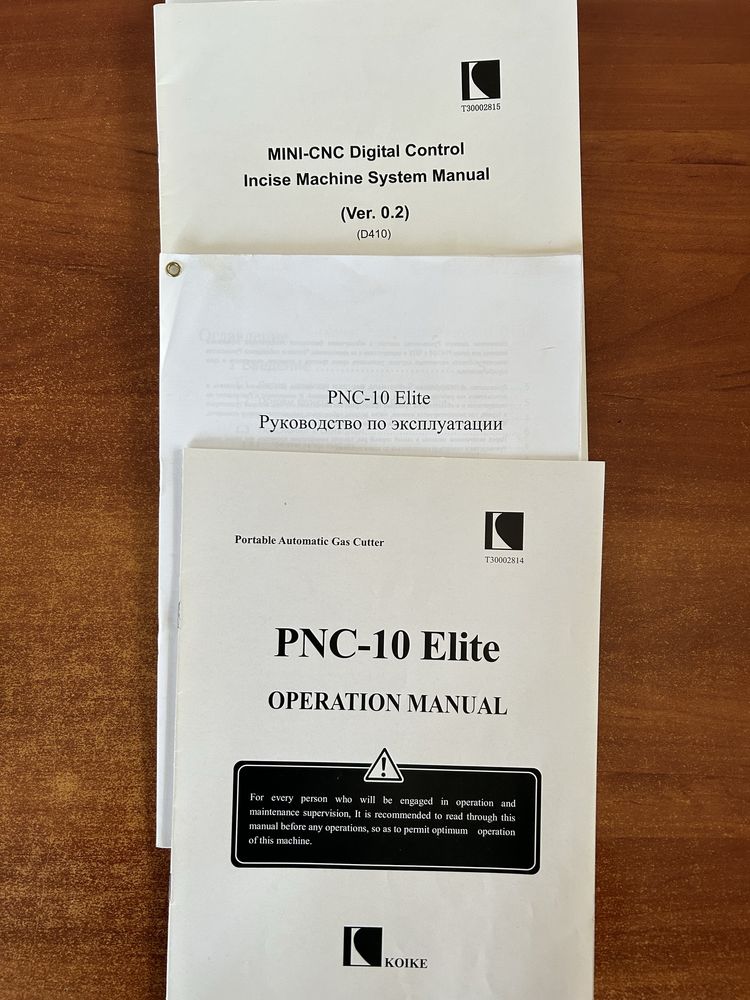 T30002815
MINI-CNC Digital Control
Incise Machine System Manual
(Ver. 0.2)
(D410)
Оглавление
PNC-10 Elite
Руководство по эксплуатации
Portable Automatic Gas Cutter
T30002814
PNC-10 Elite
OPERATION MANUAL
For every person who will be engaged in operation and
maintenance supervision, It is recommended to read through this
manual before any operations, so as to permit optimum operation
of this machine.
KOIKE